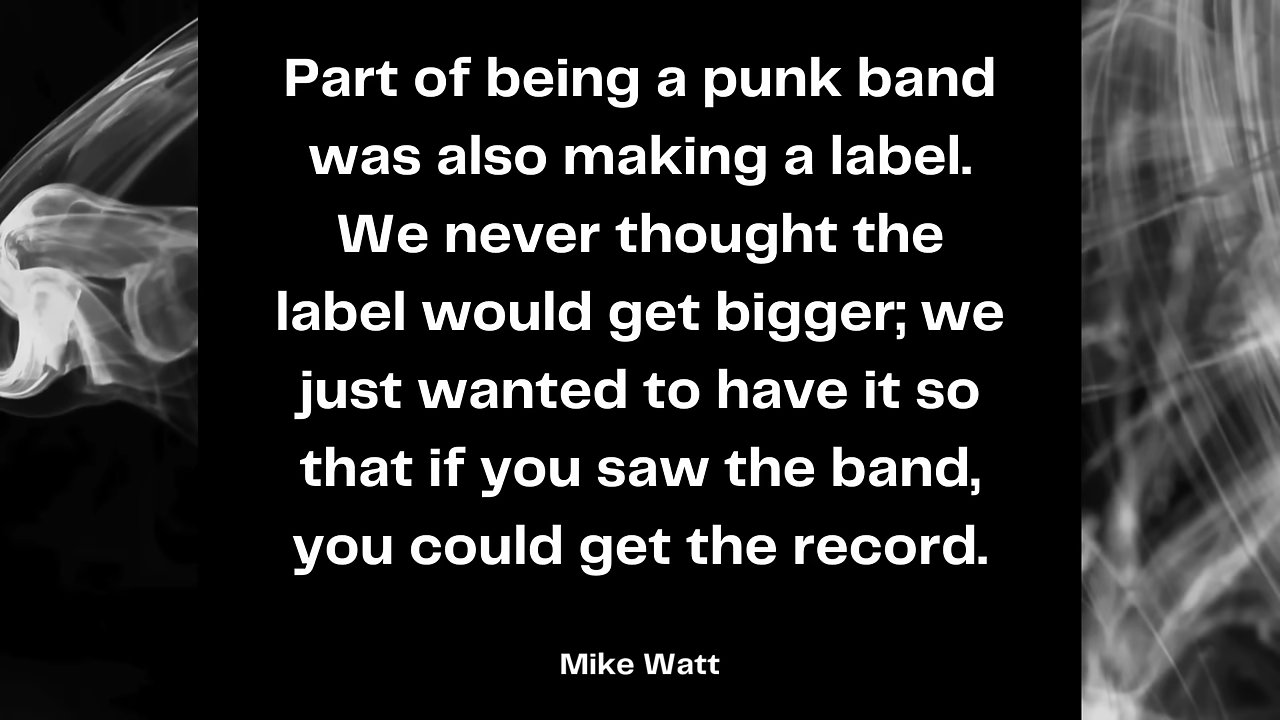 Part of being a punk band
was also making a label.
We never thought the
label would get bigger; we
just wanted to have it so
that if you saw the band,
you could get the record.
Mike Watt